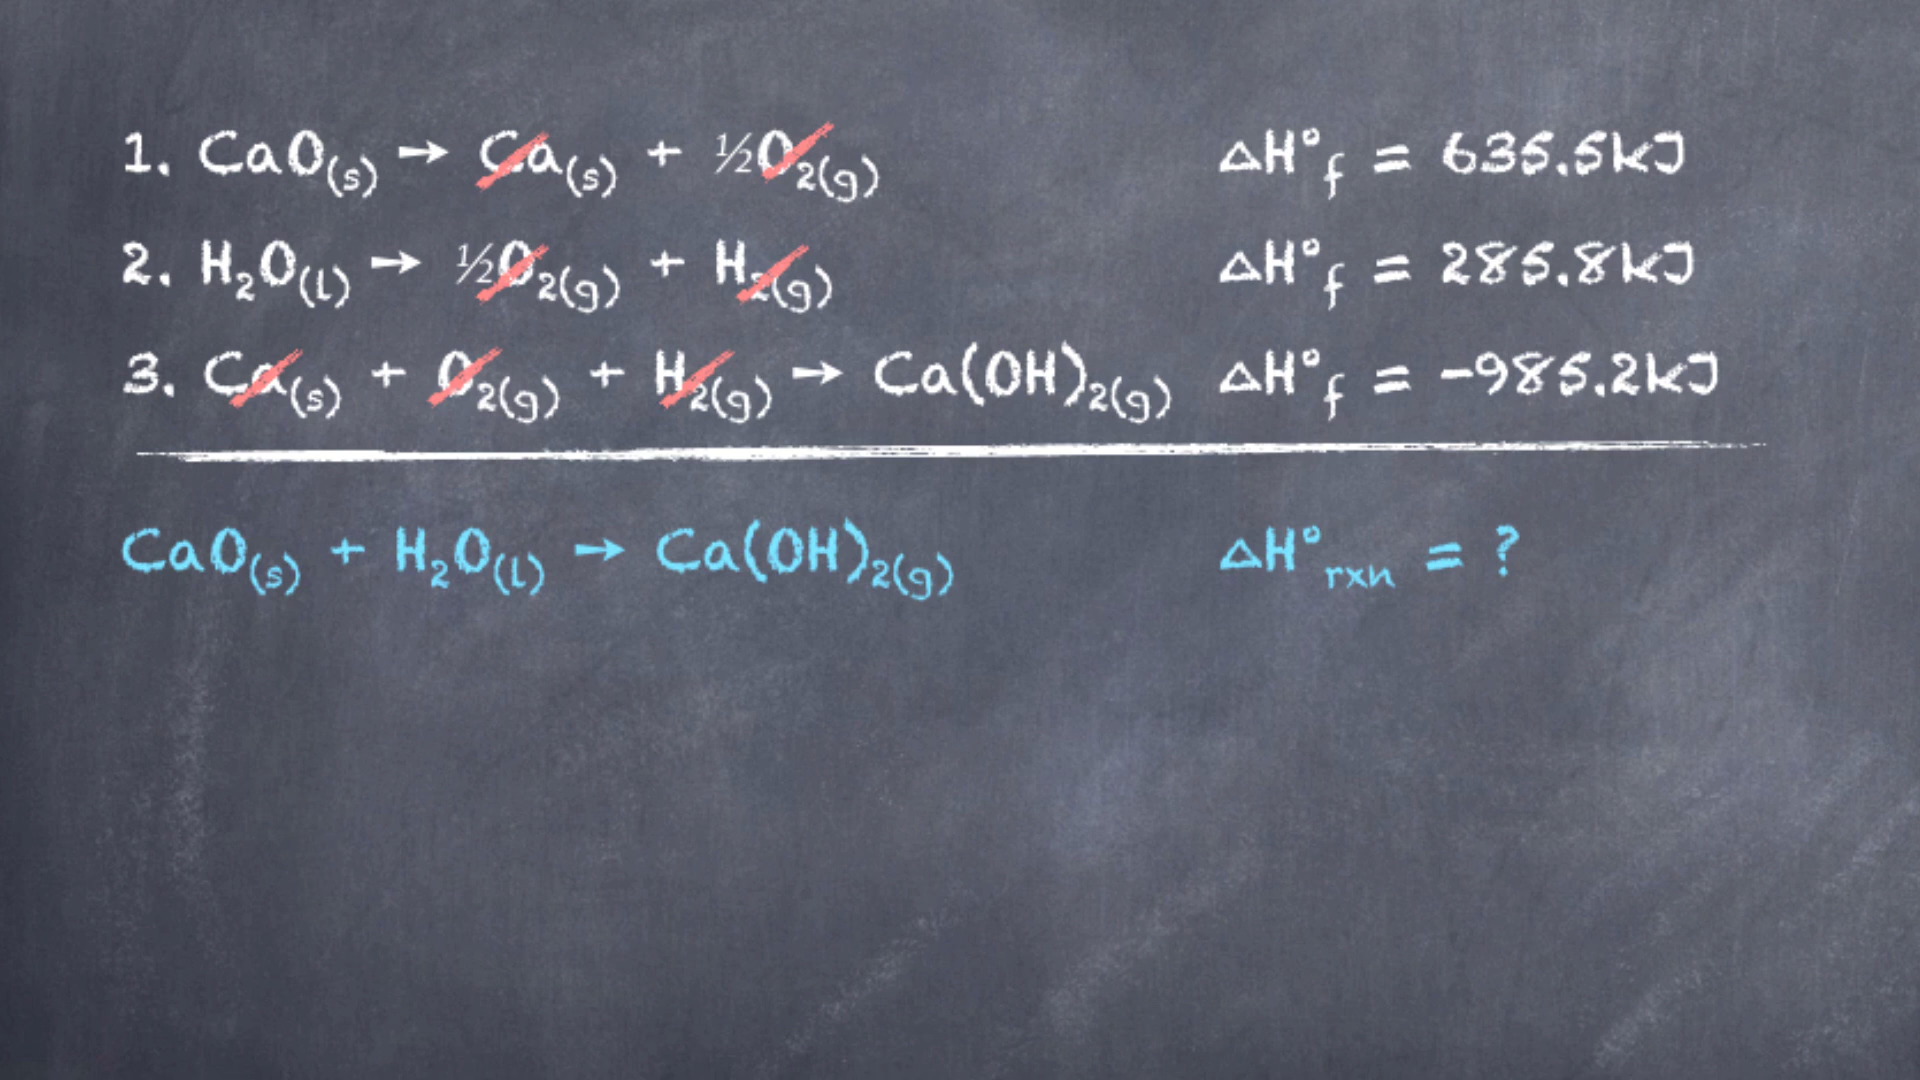 1. CaO(s) → Ca(s) + ½O₂(g) ΔH°f = 635.5kJ
2. H₂O(l) → ½O₂(g) + H₂(g) ΔH°f = 285.8kJ
3. Ca(s) + O₂(g) + H₂(g) → Ca(OH)₂(g) ΔH°f = -985.2kJ
CaO(s) + H₂O(l) → Ca(OH)₂(g) ΔH°rxn = ?